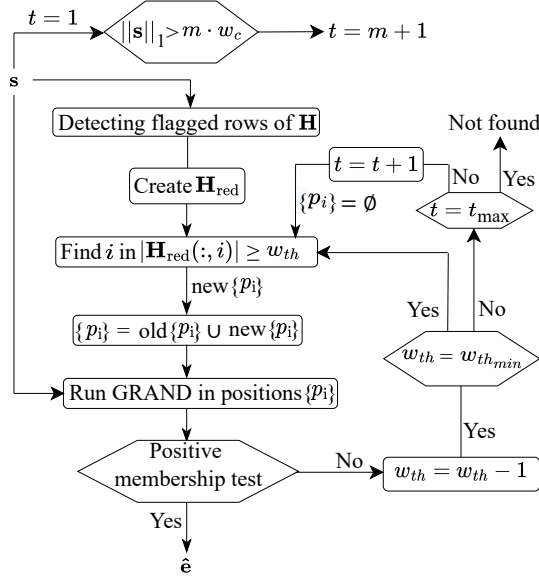 t = 1
||s||₁ > m · w_c
t = m + 1
s
Detecting flagged rows of H
Not found
Create H_red
t = t + 1
No
Yes
{p_i} = ∅
t = t_max
Find i in |H_red(:, i)| ≥ w_th
new{p_i}
Yes
No
{p_i} = old{p_i} ∪ new{p_i}
w_th = w_th_min
Run GRAND in positions{p_i}
Yes
Positive
membership test
No
w_th = w_th − 1
Yes
ê